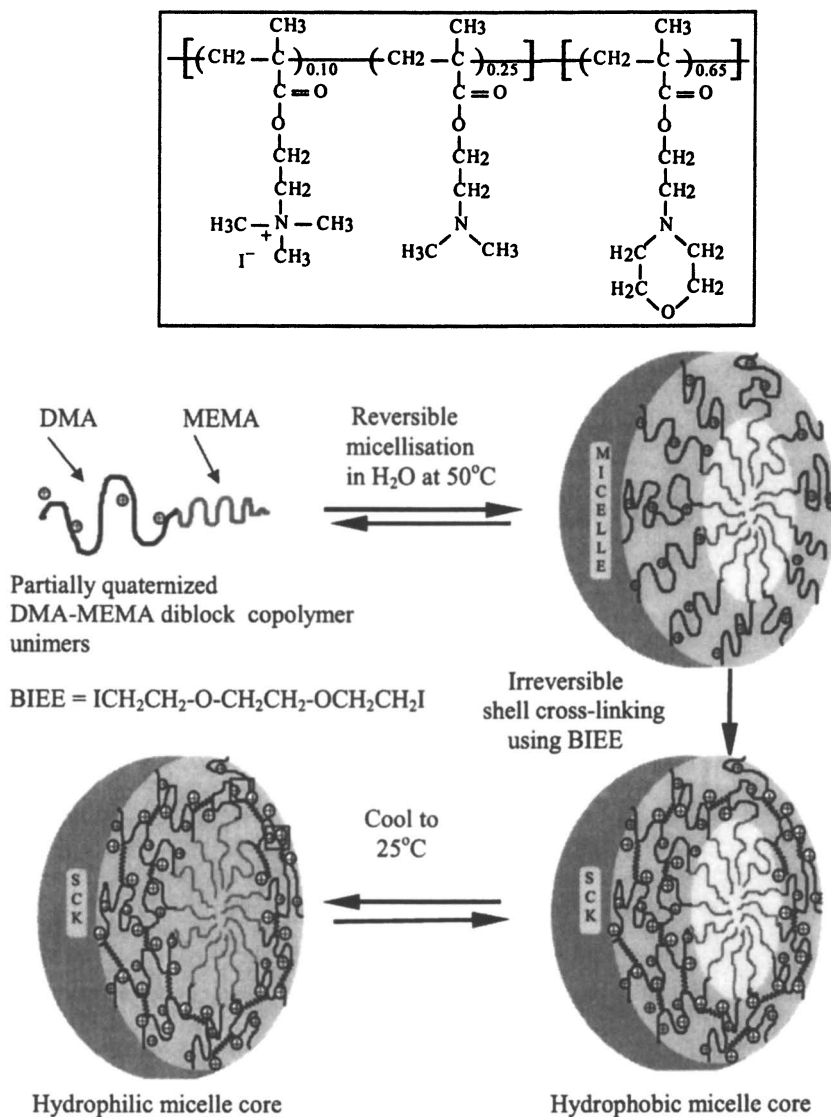 CH3 CH3 CH3
[(CH2 — C)0.10 (CH2 — C)0.25] [(CH2 — C)0.65]
C = O C = O C = O
O O O
CH2 CH2 CH2
CH2 CH2 CH2
H3C—N—CH3 N N
+ H3C CH3 H2C CH2
I− CH3 H2C CH2
O
DMA MEMA
Reversible
micellisation
in H2O at 50°C
MICELLE
Partially quaternized
DMA-MEMA diblock copolymer
unimers
BIEE = ICH2CH2-O-CH2CH2-OCH2CH2I
Irreversible
shell cross-linking
using BIEE
SCK
Cool to
25°C
SCK
Hydrophilic micelle core
Hydrophobic micelle core